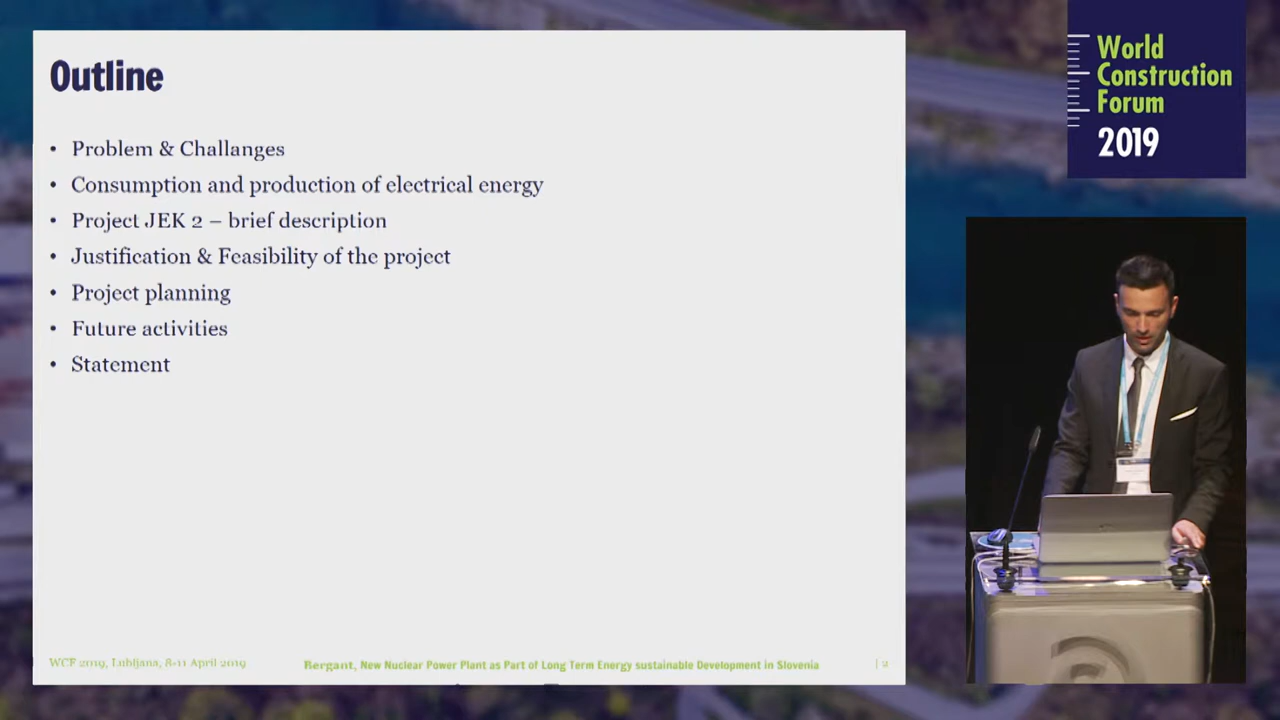 Outline
• Problem & Challanges
• Consumption and production of electrical energy
• Project JEK 2 – brief description
• Justification & Feasibility of the project
• Project planning
• Future activities
• Statement
WCF 2019, Lubljana, 8-11 April 2019
Bergant, New Nuclear Power Plant as Part of Long Term Energy sustainable Development in Slovenia
| 2
World
Construction
Forum
2019